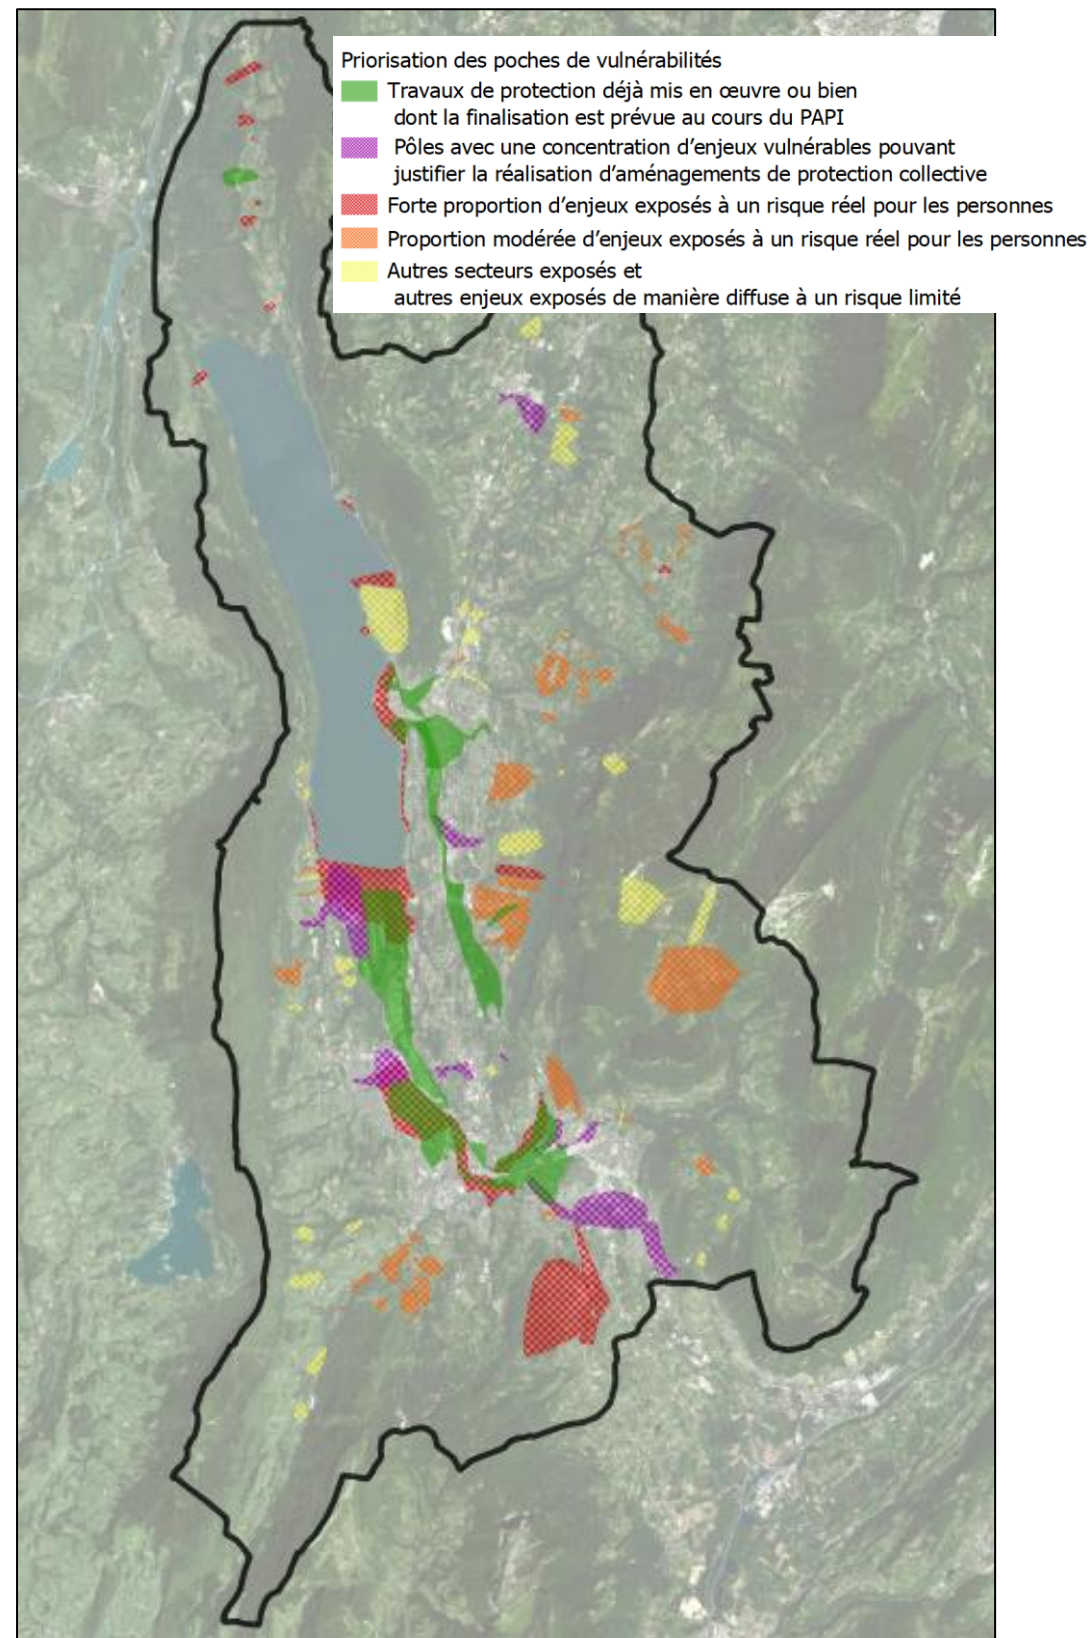 Priorisation des poches de vulnérabilités
Travaux de protection déjà mis en œuvre ou bien
dont la finalisation est prévue au cours du PAPI
Pôles avec une concentration d’enjeux vulnérables pouvant
justifier la réalisation d’aménagements de protection collective
Forte proportion d’enjeux exposés à un risque réel pour les personnes
Proportion modérée d’enjeux exposés à un risque réel pour les personnes
Autres secteurs exposés et
autres enjeux exposés de manière diffuse à un risque limité